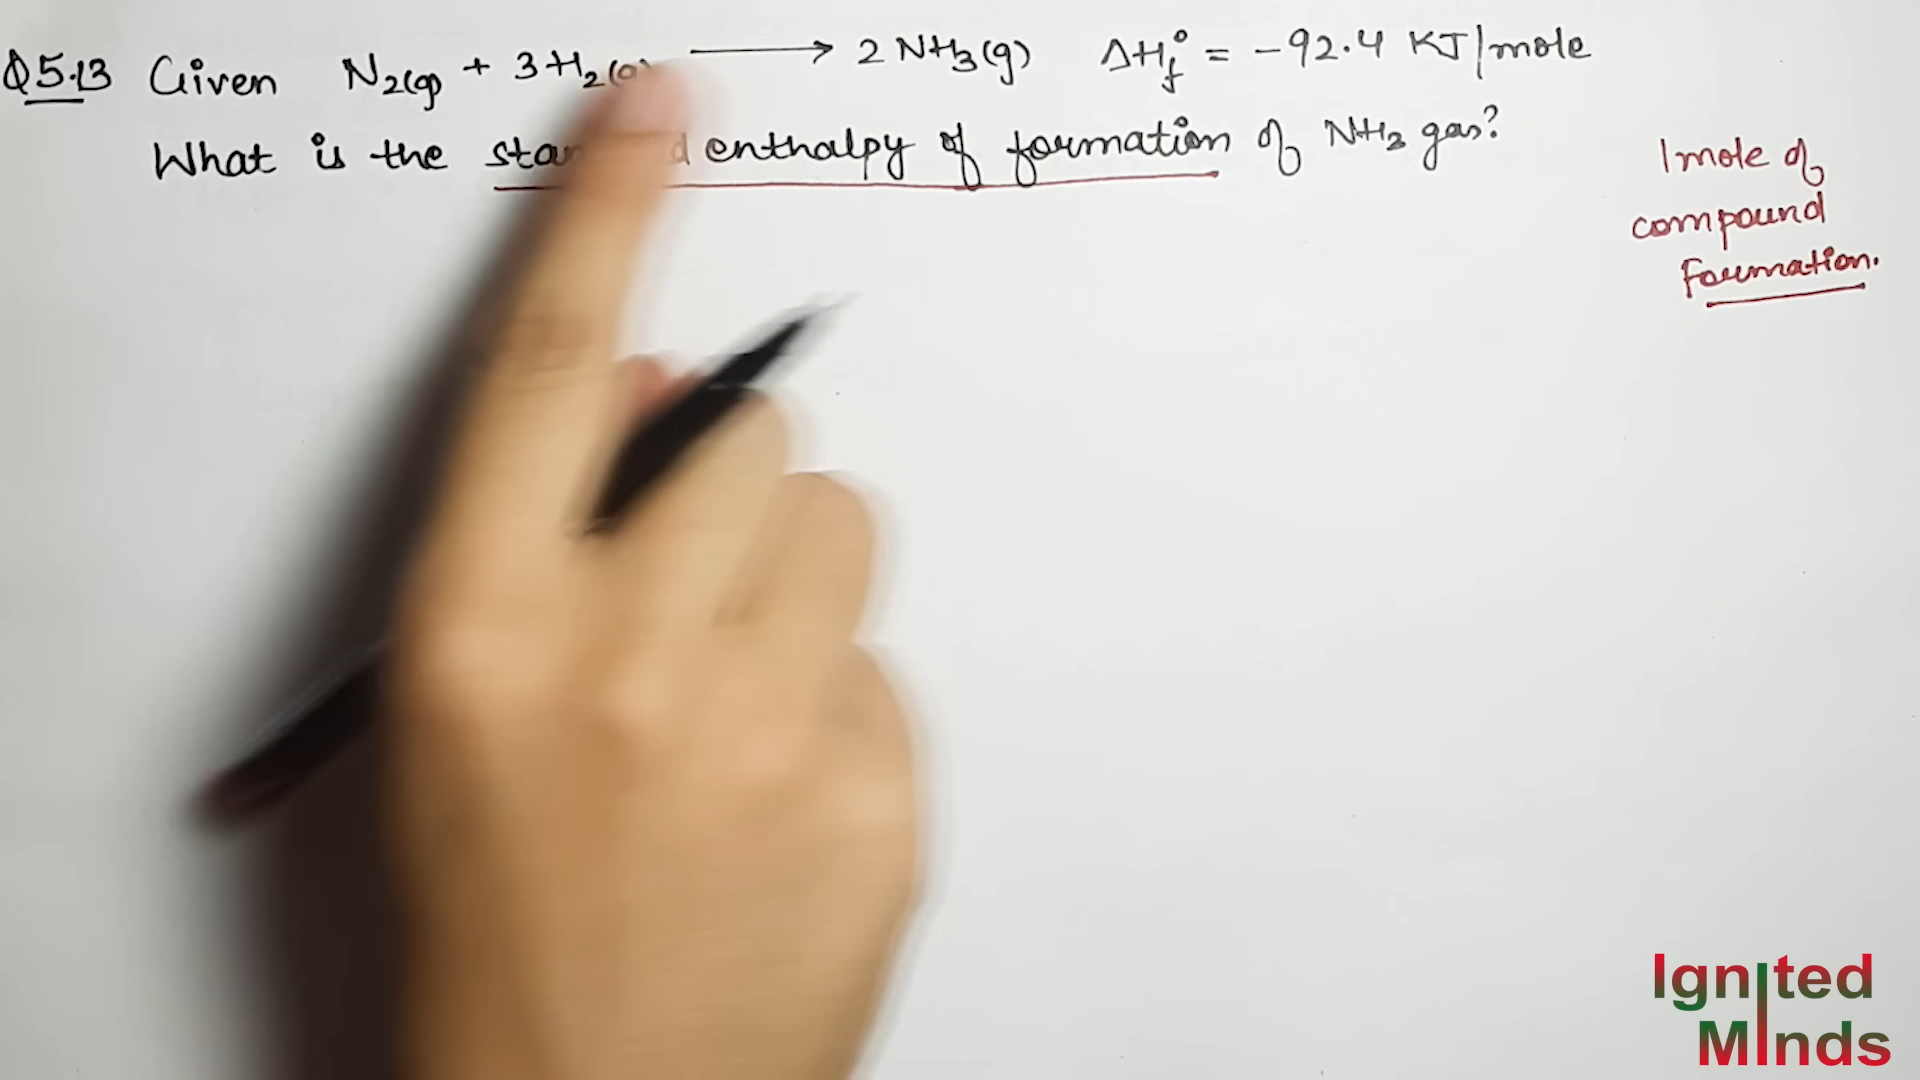 Q5.13 Given N2(g) + 3H2(g) ⟶ 2NH3(g) ΔHf° = -92.4 KJ/mole
What is the enthalpy of formation of NH3 gas?
1 mole of
compound
Formation.
Ignited
Minds